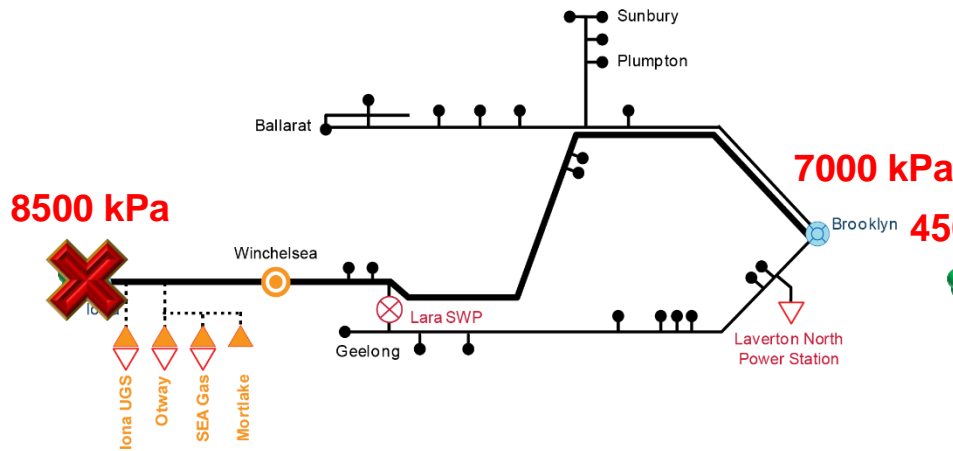 Sunbury
Plumpton
Ballarat
7000 kPa
8500 kPa
Brooklyn
Winchelsea
Lara SWP
Geelong
Laverton North
Power Station
Iona UGS
Otway
SEA Gas
Mortlake